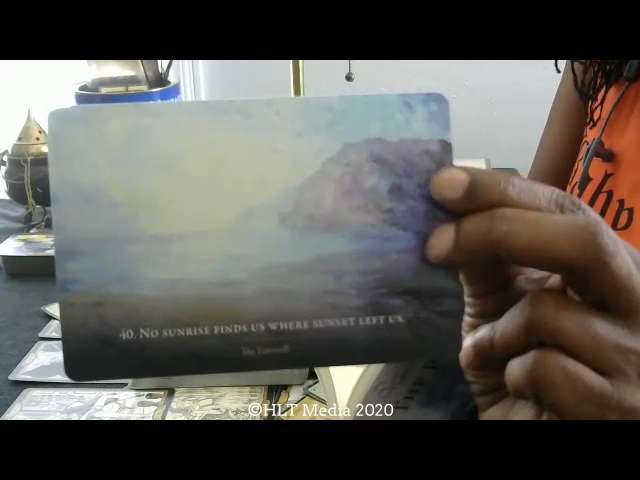 40. No sunrise finds us where sunset left us.
The Farewell
©HLT Media 2020